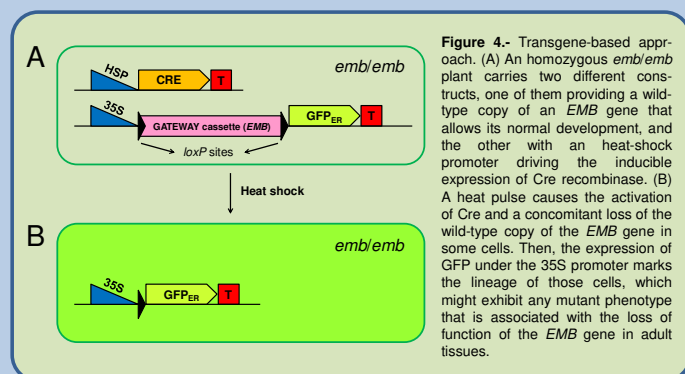 A
HSP
CRE
T
emb/emb
35S
GATEWAY cassette (EMB)
GFPER
T
loxP sites
Heat shock
B
emb/emb
35S
GFPER
T
Figure 4.- Transgene-based appr-
oach. (A) An homozygous emb/emb
plant carries two different cons-
tructs, one of them providing a wild-
type copy of an EMB gene that
allows its normal development, and
the other with an heat-shock
promoter driving the inducible
expression of Cre recombinase. (B)
A heat pulse causes the activation
of Cre and a concomitant loss of the
wild-type copy of the EMB gene in
some cells. Then, the expression of
GFP under the 35S promoter marks
the lineage of those cells, which
might exhibit any mutant phenotype
that is associated with the loss of
function of the EMB gene in adult
tissues.